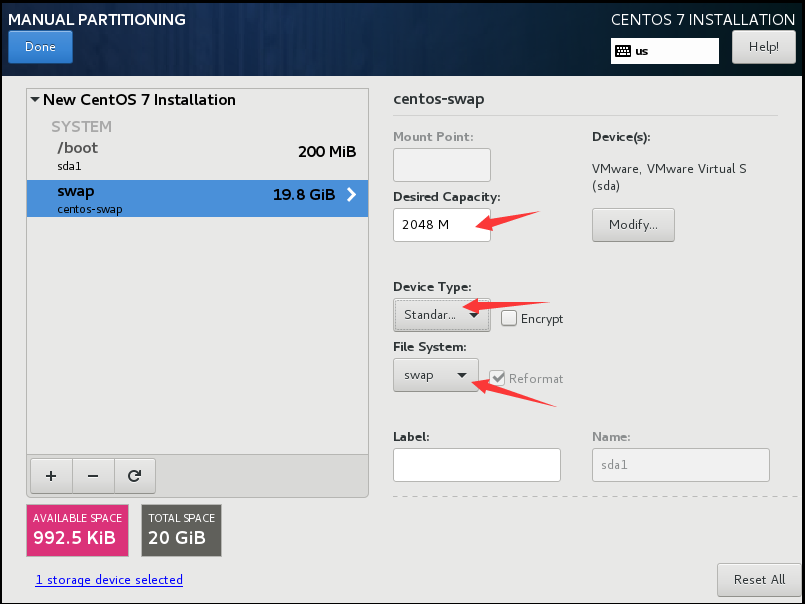 MANUAL PARTITIONING
CENTOS 7 INSTALLATION
Done
us
Help!
New CentOS 7 Installation
SYSTEM
/boot
200 MiB
sda1
swap
19.8 GiB
centos-swap
+ −
AVAILABLE SPACE
992.5 KiB
TOTAL SPACE
20 GiB
1 storage device selected
centos-swap
Mount Point:
Desired Capacity:
2048 M
Device(s):
VMware, VMware Virtual S
(sda)
Modify...
Device Type:
Standar...
Encrypt
File System:
swap
Reformat
Label:
Name:
sda1
Reset All